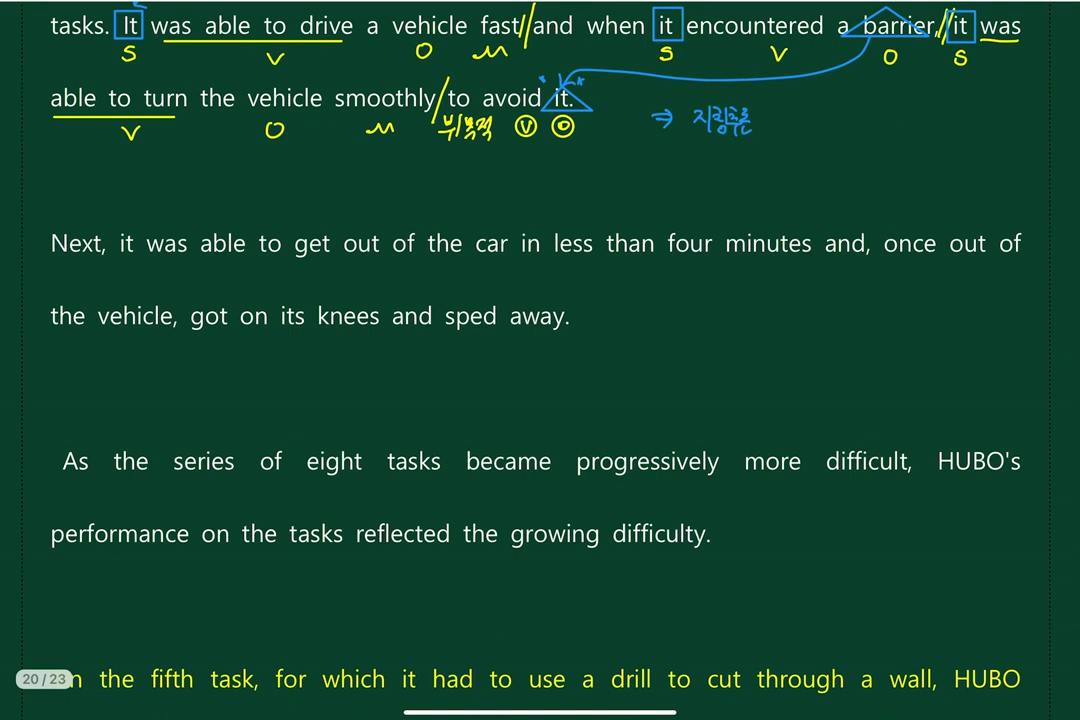 tasks. It was able to drive a vehicle fast//and when it encountered a barrier,//it was
S V O M S V O S
able to turn the vehicle smoothly/to avoid it.
V O M 부.목적 V O ⇒ 지칭추론
Next, it was able to get out of the car in less than four minutes and, once out of
the vehicle, got on its knees and sped away.
As the series of eight tasks became progressively more difficult, HUBO's
performance on the tasks reflected the growing difficulty.
20 / 23
n the fifth task, for which it had to use a drill to cut through a wall, HUBO